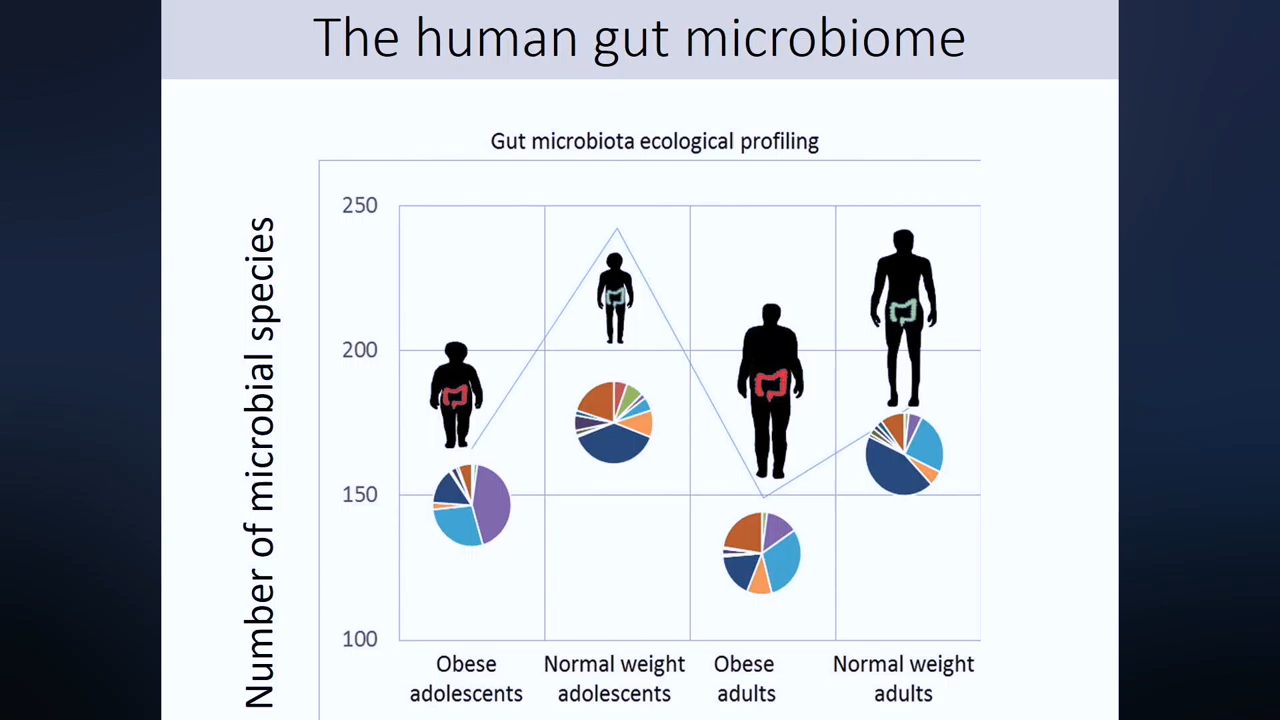 The human gut microbiome
Gut microbiota ecological profiling
Number of microbial species
250
200
150
100
Obese adolescents
Normal weight adolescents
Obese adults
Normal weight adults